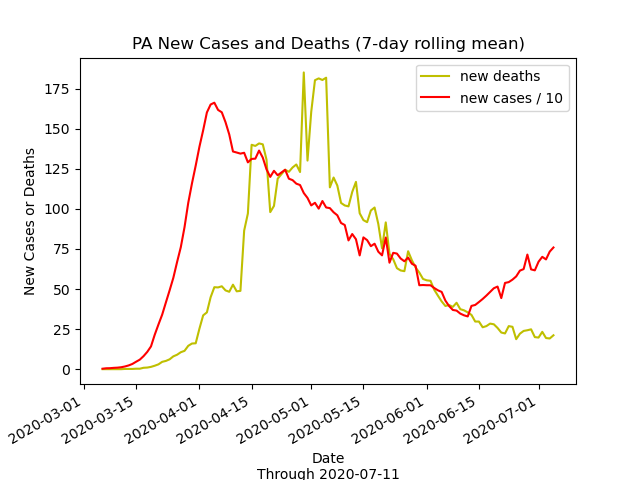 PA New Cases and Deaths (7-day rolling mean)
new deaths
new cases / 10
New Cases or Deaths
175
150
125
100
75
50
25
0
2020-03-01
2020-03-15
2020-04-01
2020-04-15
2020-05-01
2020-05-15
2020-06-01
2020-06-15
2020-07-01
Date
Through 2020-07-11